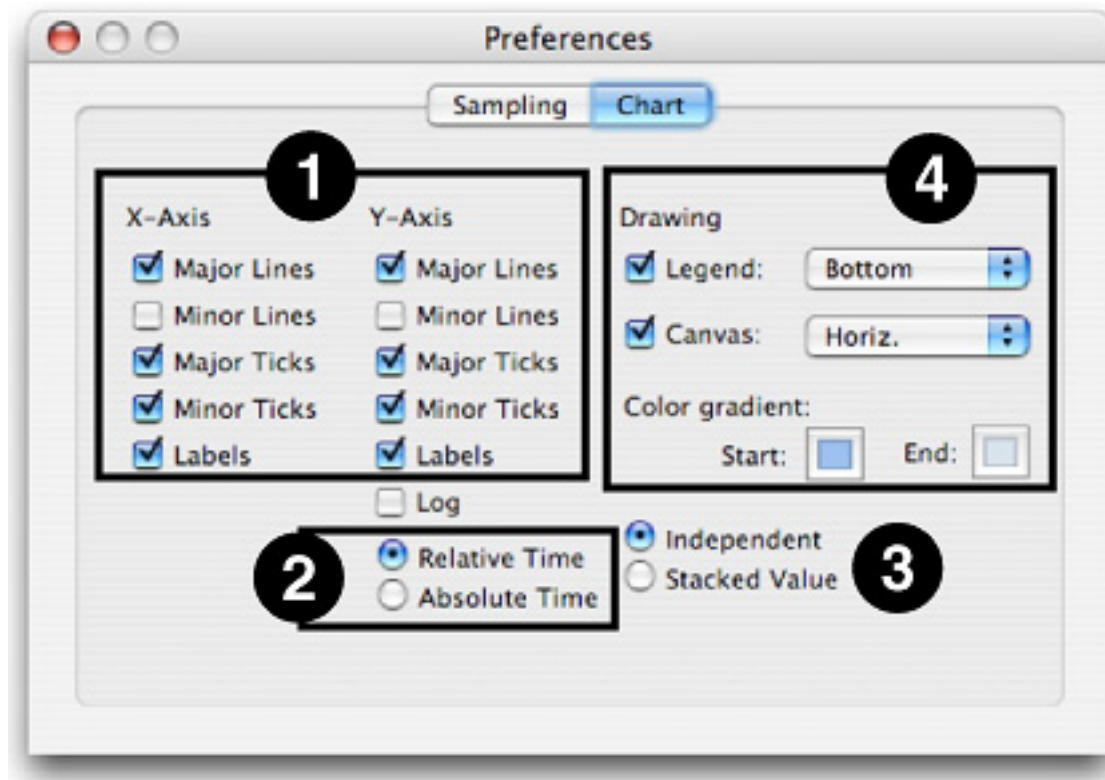 Preferences
Sampling Chart
1
X-Axis Y-Axis
Major Lines Major Lines
Minor Lines Minor Lines
Major Ticks Major Ticks
Minor Ticks Minor Ticks
Labels Labels
Log
4
Drawing
Legend: Bottom
Canvas: Horiz.
Color gradient:
Start: End:
2
Relative Time
Absolute Time
Independent
Stacked Value
3